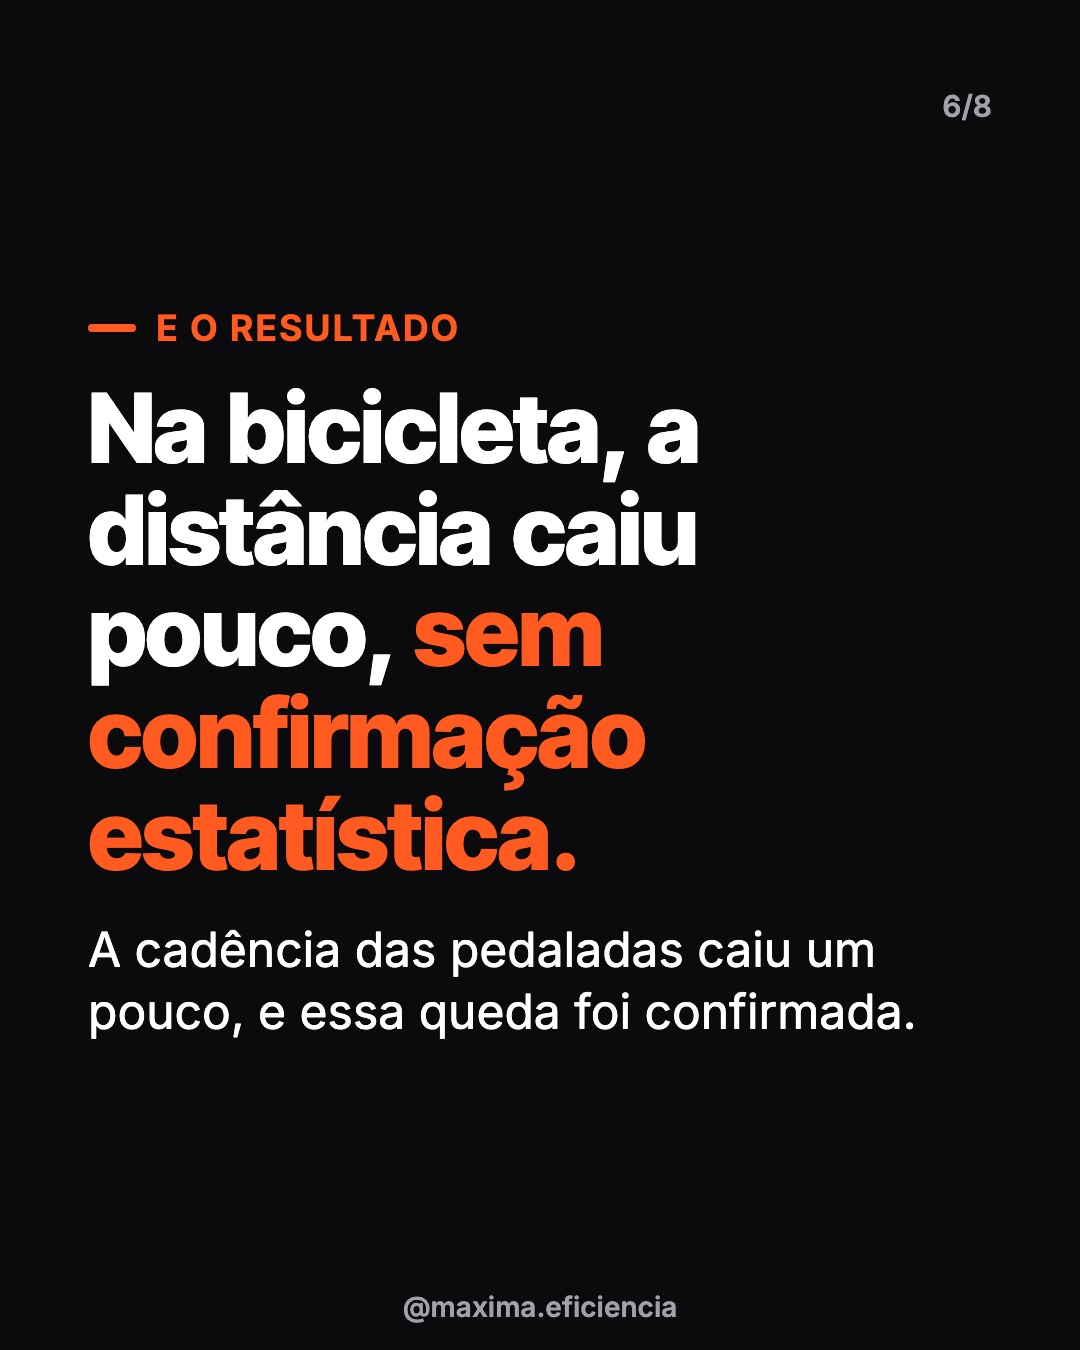 6/8
E O RESULTADO
Na bicicleta, a
distância caiu
pouco, sem
confirmação
estatística.
A cadência das pedaladas caiu um
pouco, e essa queda foi confirmada.
@maxima.eficiencia